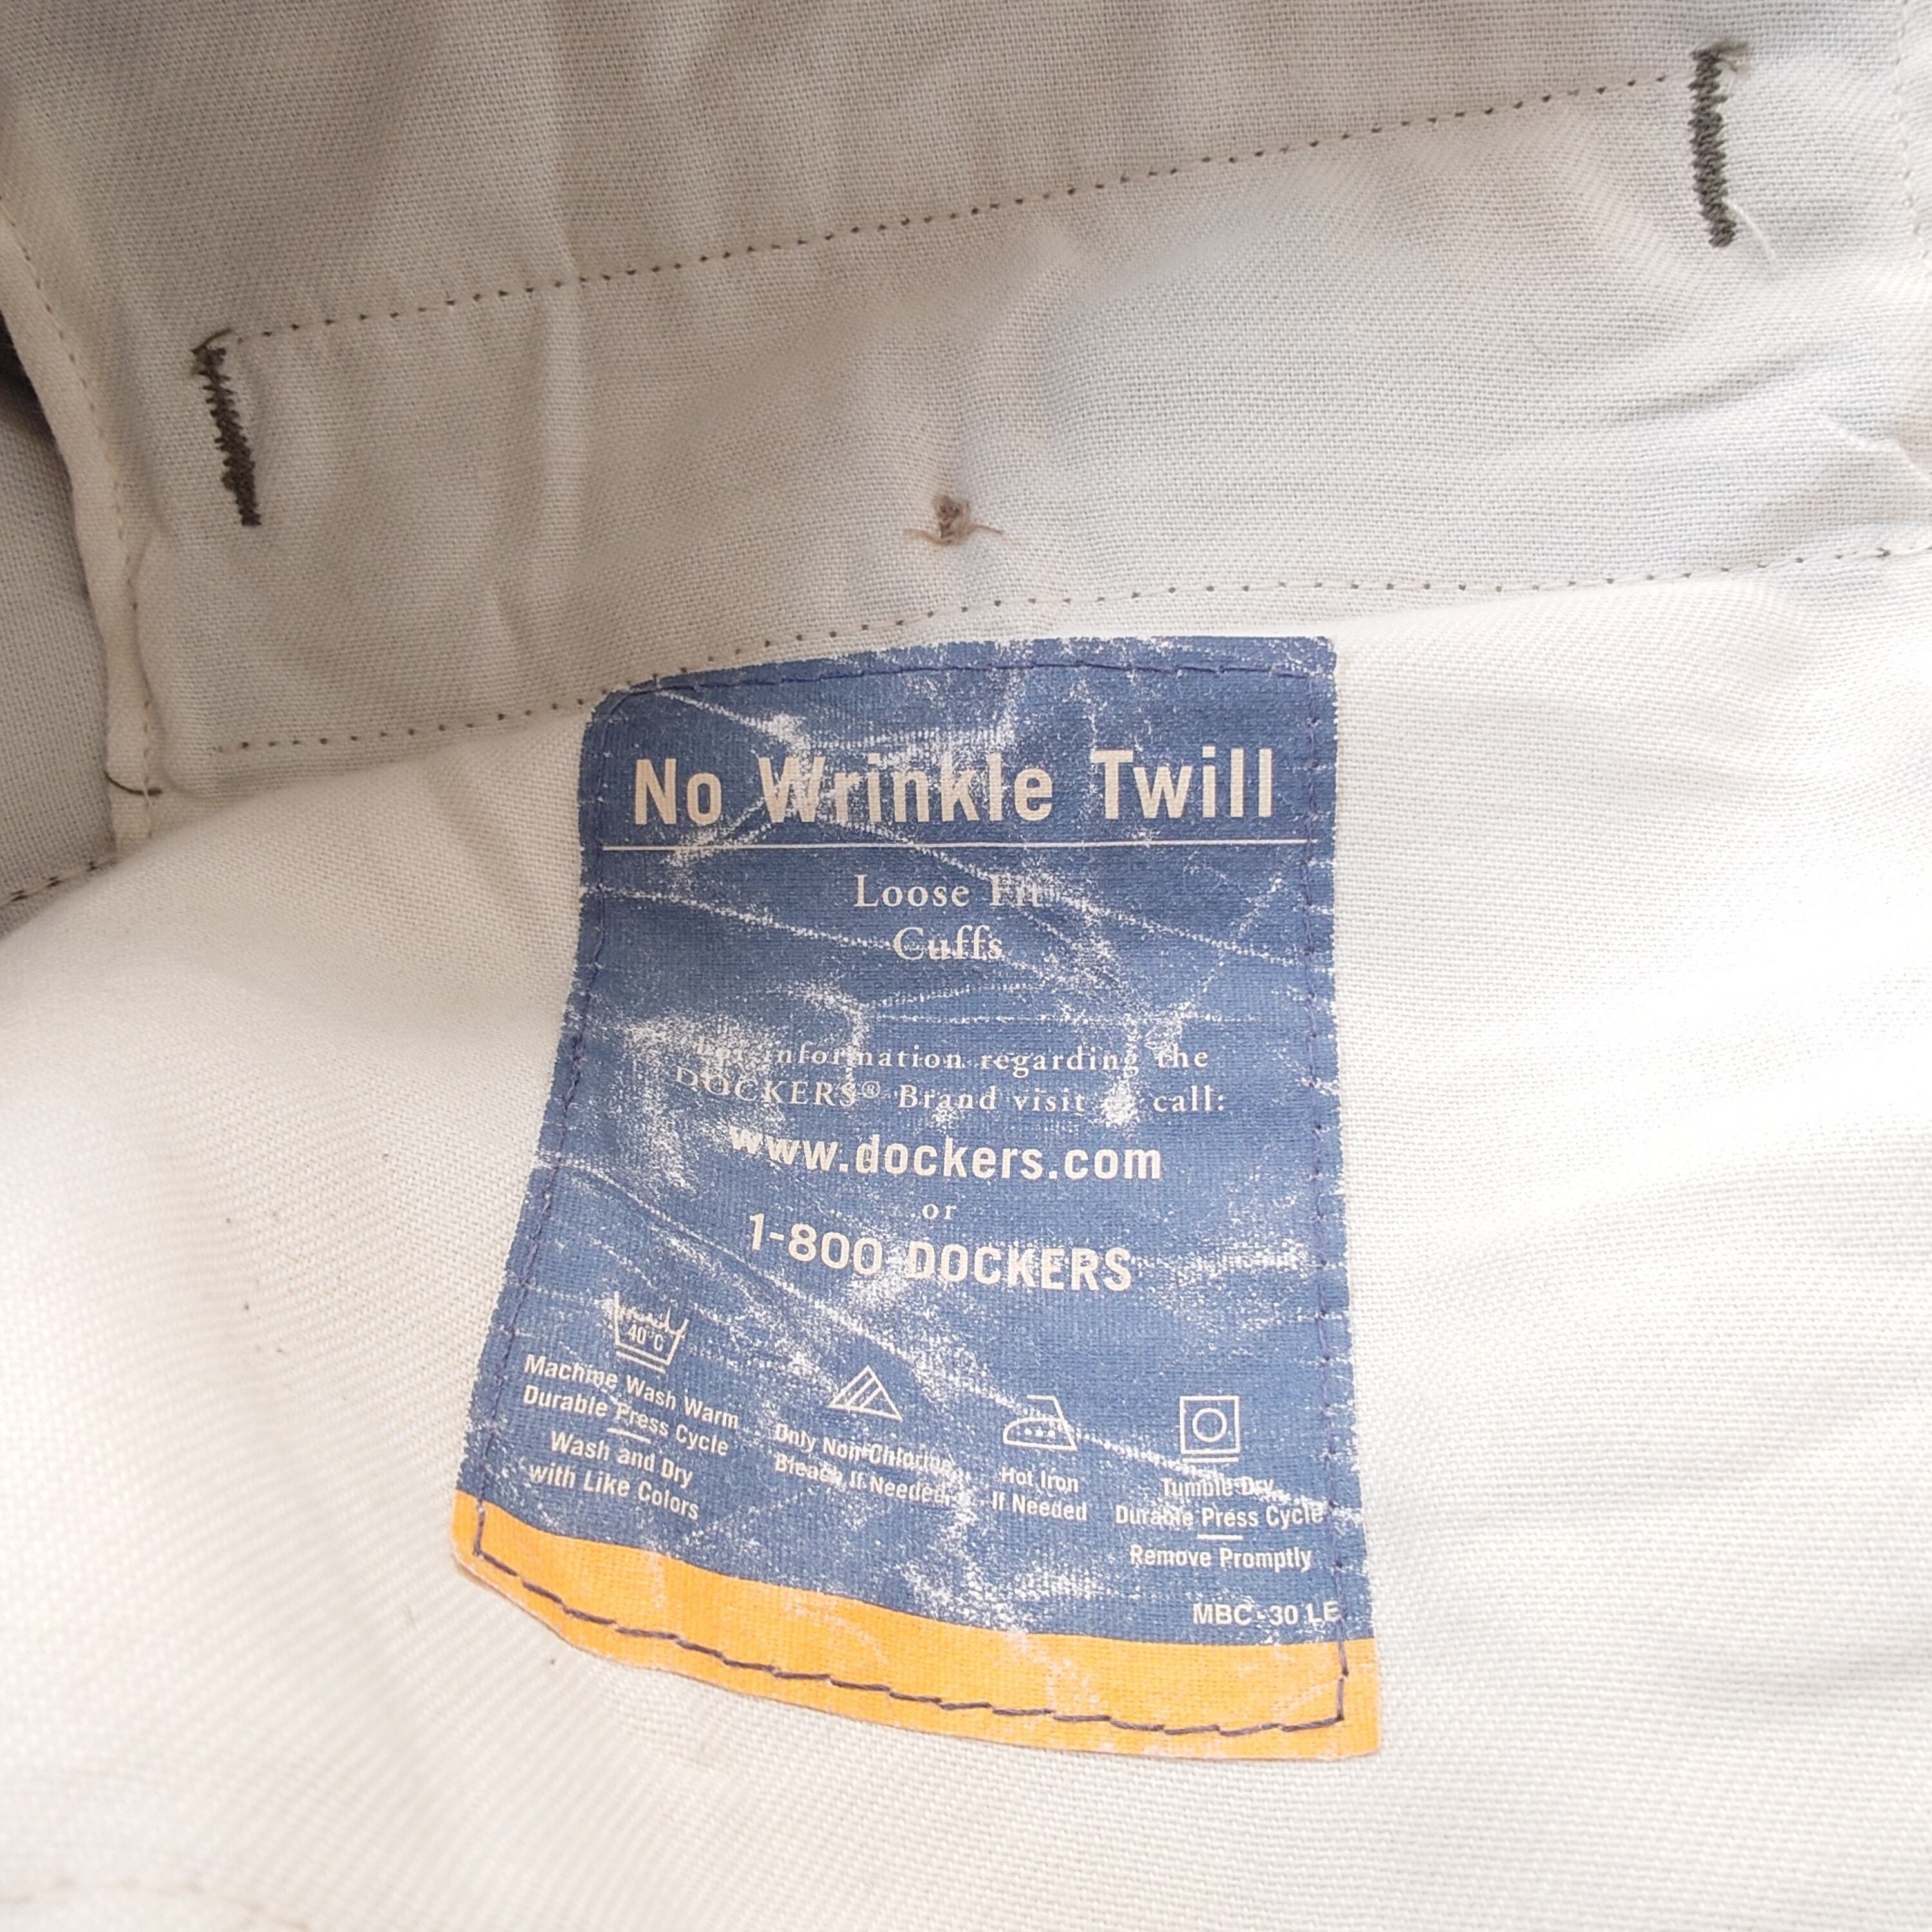 No Wrinkle Twill
Loose Fit
Cuffs
For information regarding the
DOCKERS® Brand visit or call:
www.dockers.com
or
1-800-DOCKERS
40°C
Machine Wash Warm
Durable Press Cycle
Wash and Dry
with Like Colors
Only Non-Chlorine
Bleach If Needed
Hot Iron
If Needed
Tumble Dry
Durable Press Cycle
Remove Promptly
MBC-30 LE